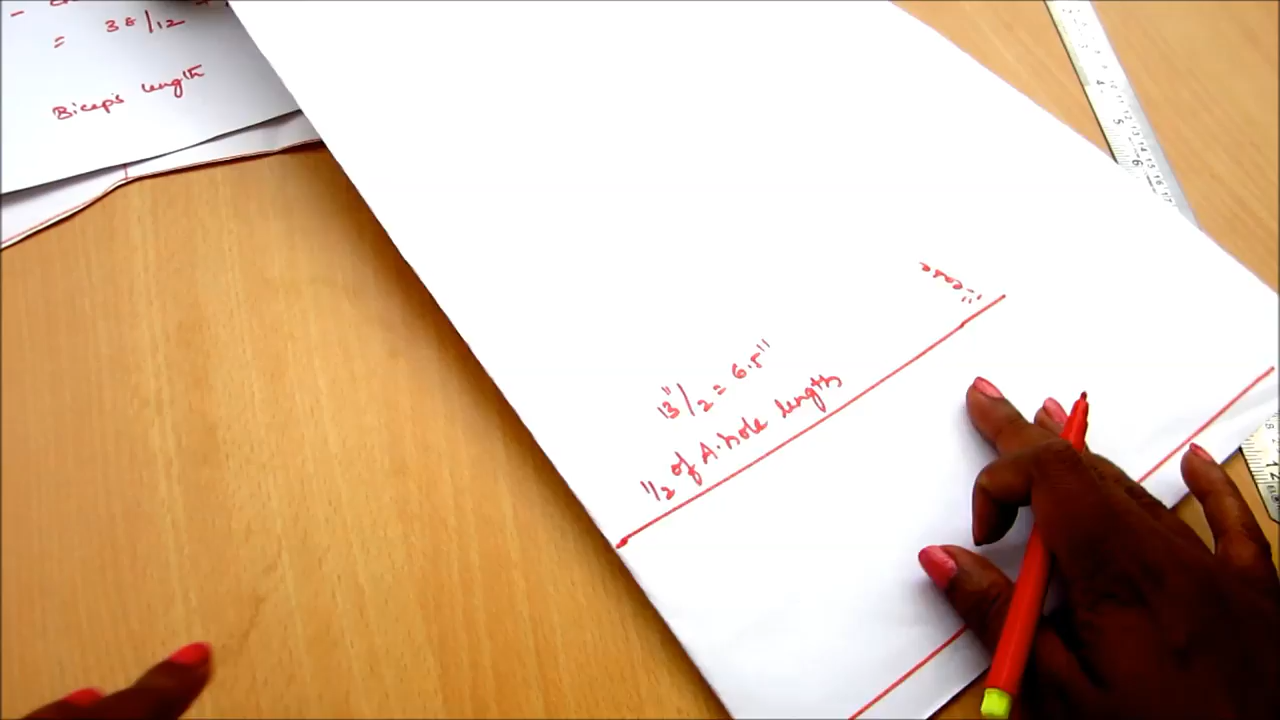 = 38/12
Biceps length
13"/2 = 6.5"
1/2 of A.hole length